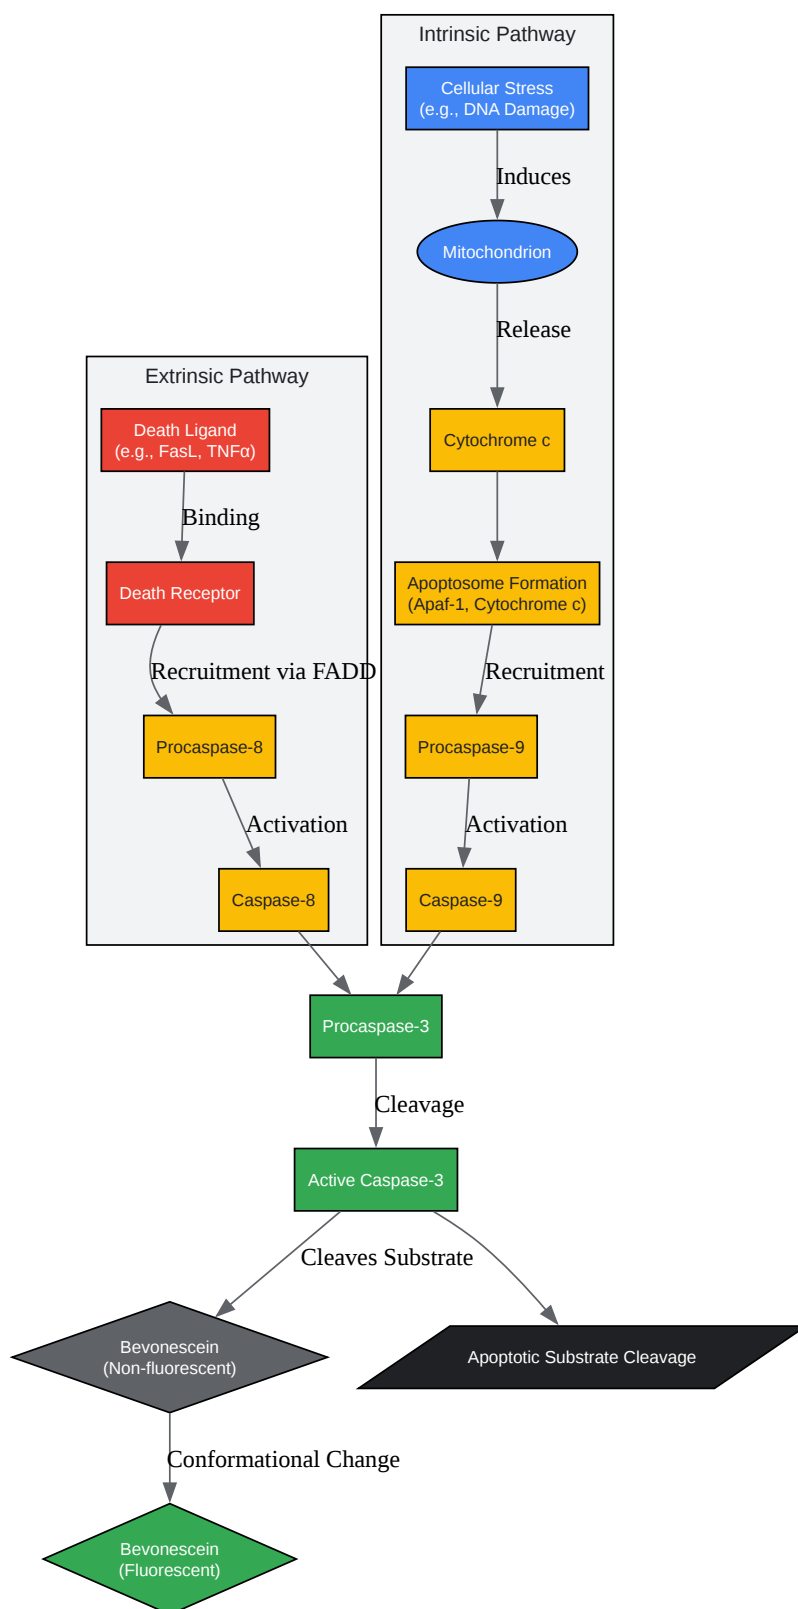 Intrinsic Pathway
Cellular Stress
(e.g., DNA Damage)
Induces
Mitochondrion
Release
Cytochrome c
Apoptosome Formation
(Apaf-1, Cytochrome c)
Recruitment
Procaspase-9
Activation
Caspase-9
Extrinsic Pathway
Death Ligand
(e.g., FasL, TNFα)
Binding
Death Receptor
Recruitment via FADD
Procaspase-8
Activation
Caspase-8
Procaspase-3
Cleavage
Active Caspase-3
Cleaves Substrate
Bevonescein
(Non-fluorescent)
Apoptotic Substrate Cleavage
Conformational Change
Bevonescein
(Fluorescent)